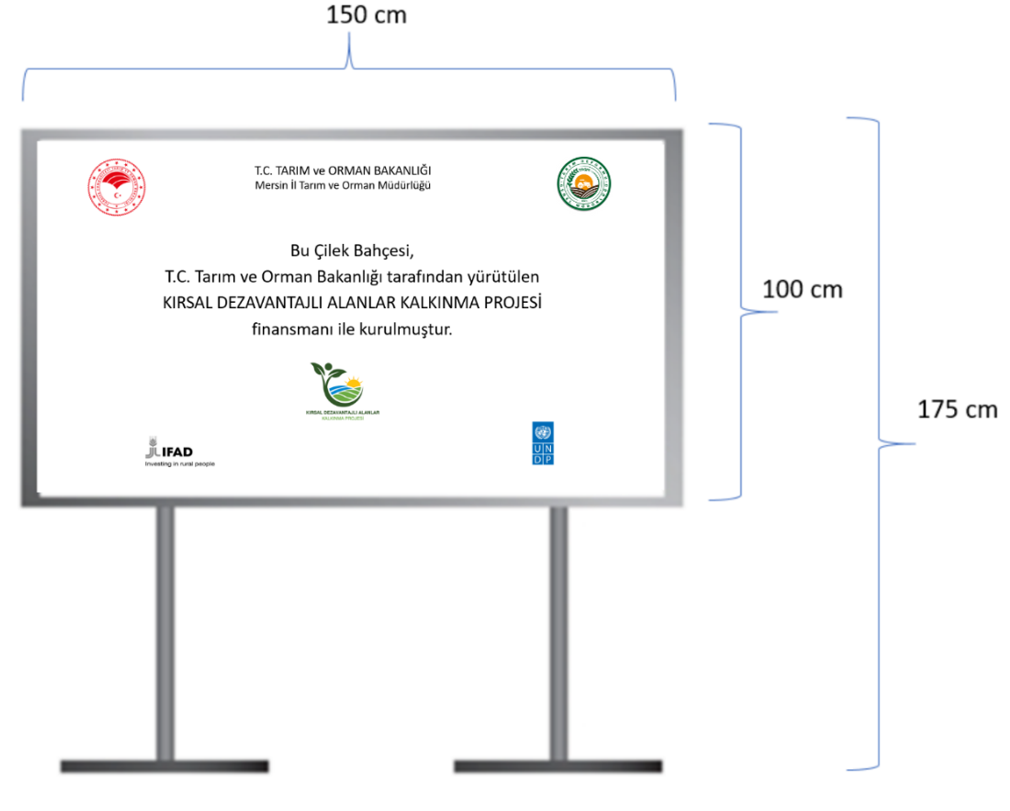 150 cm
T.C. TARIM ve ORMAN BAKANLIĞI
Mersin İl Tarım ve Orman Müdürlüğü
Bu Çilek Bahçesi,
T.C. Tarım ve Orman Bakanlığı tarafından yürütülen
KIRSAL DEZAVANTAJLI ALANLAR KALKINMA PROJESİ
finansmanı ile kurulmuştur.
100 cm
175 cm
KIRSAL DEZAVANTAJLI ALANLAR
KALKINMA PROJESİ
IFAD
Investing in rural people
UN
DP